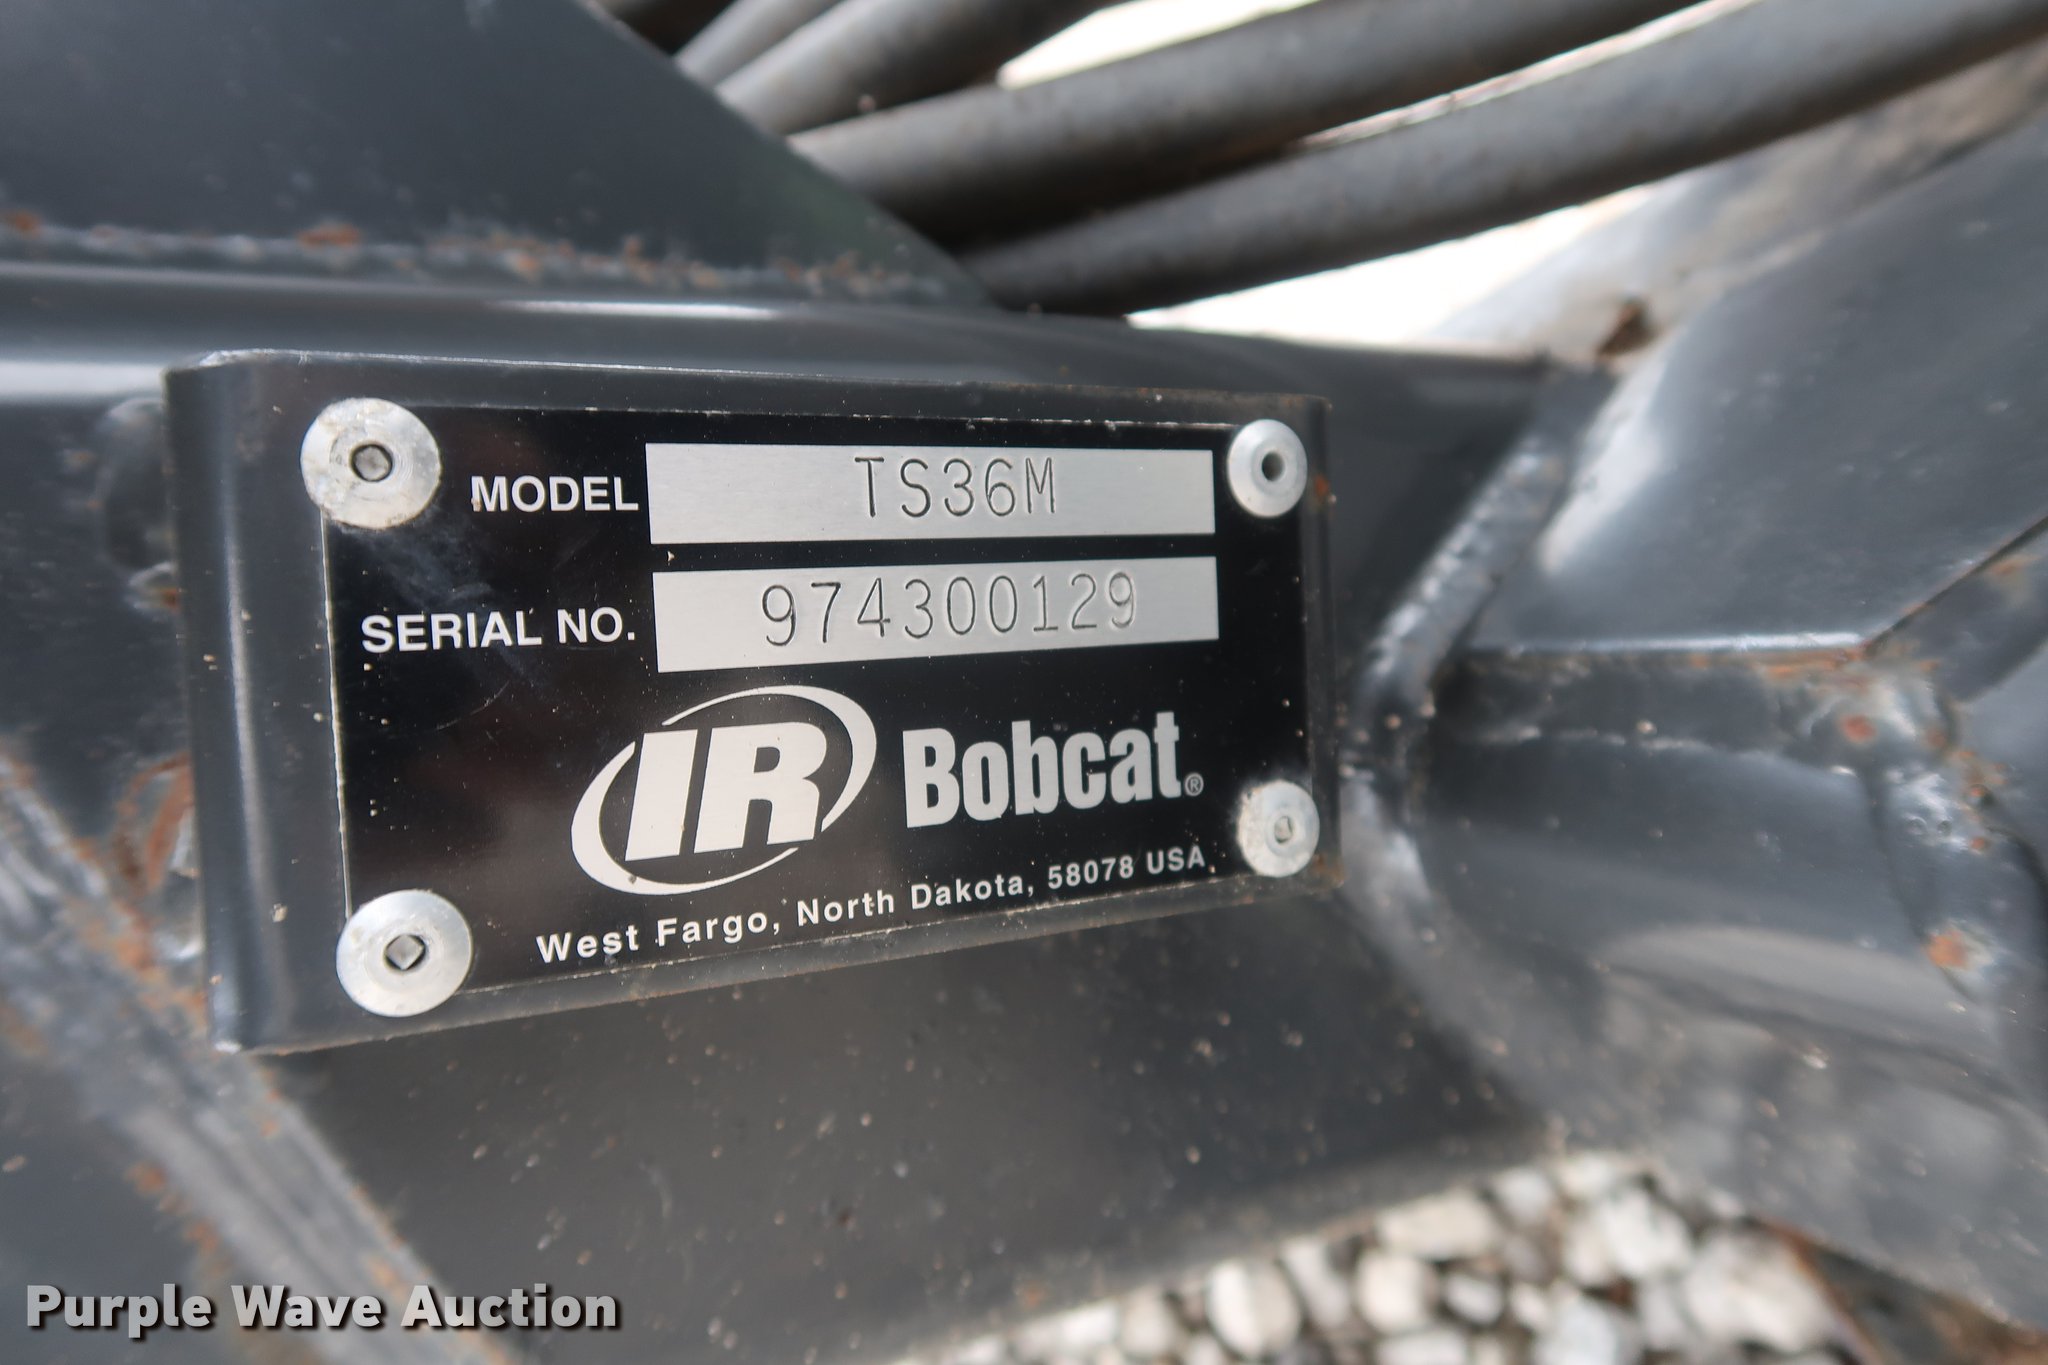 MODEL TS36M
SERIAL NO. 974300129
IR Bobcat®
West Fargo, North Dakota, 58078 USA
Purple Wave Auction